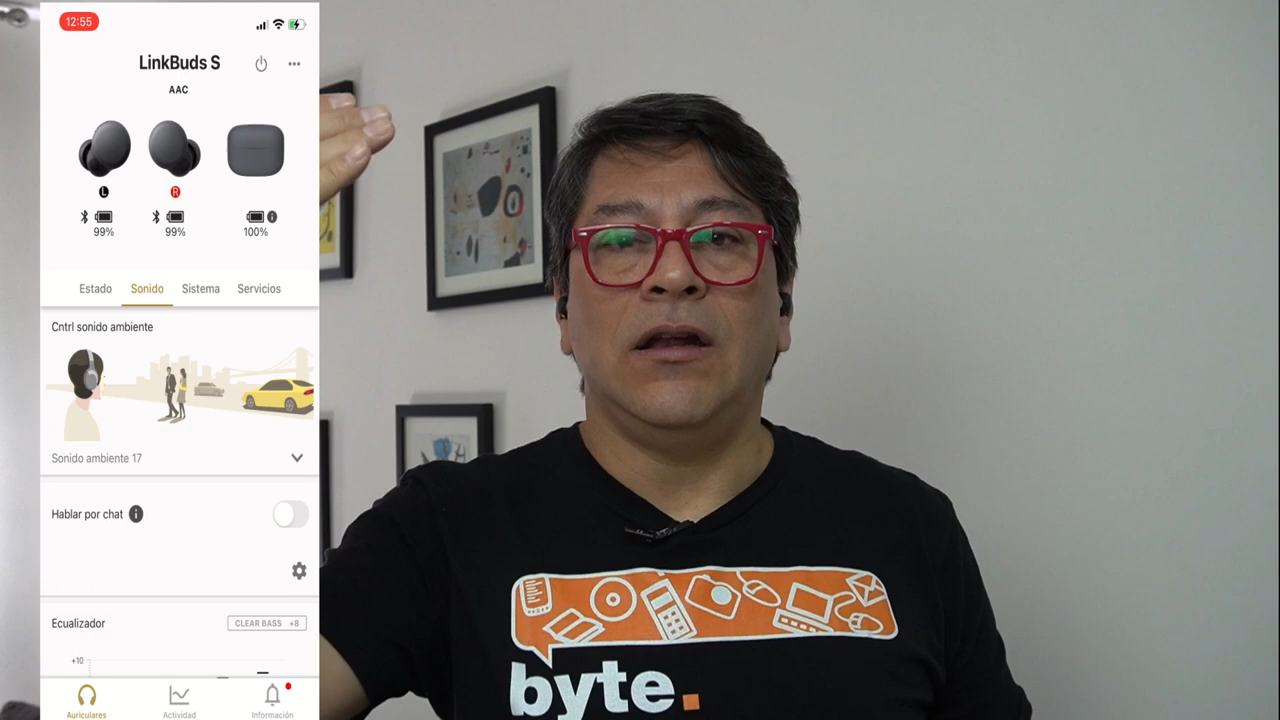 12:55
LinkBuds S
AAC
L
R
99%
99%
100%
Estado
Sonido
Sistema
Servicios
Cntrl sonido ambiente
Sonido ambiente 17
Hablar por chat
Ecualizador
CLEAR BASS +8
+10
Auriculares
Actividad
Información
byte.